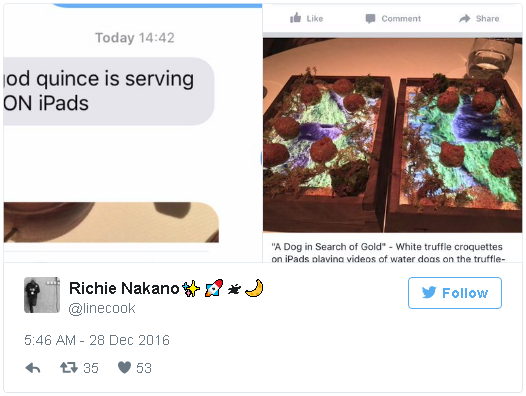 Today 14:42
god quince is serving
ON iPads
Like Comment Share
"A Dog in Search of Gold" - White truffle croquettes
on iPads playing videos of water dogs on the truffle-
Richie Nakano✨🚀🛩🌙
@linecook
Follow
5:46 AM - 28 Dec 2016
35 53